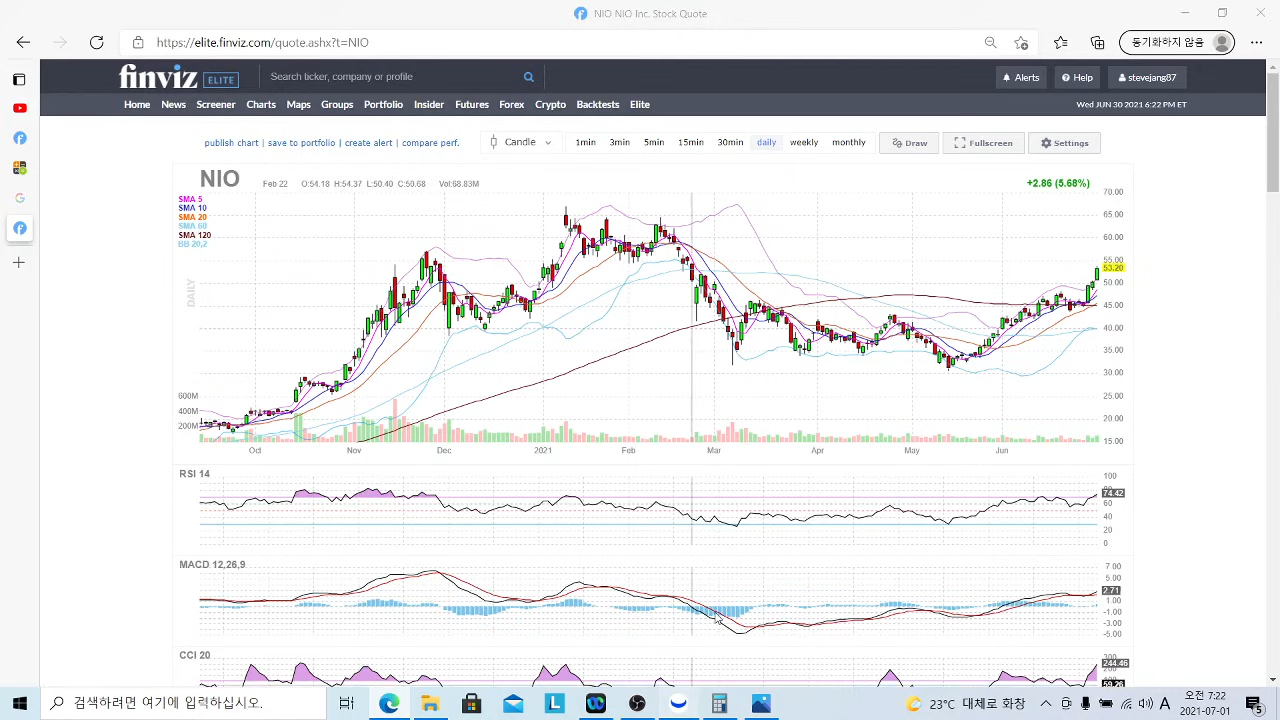 NIO NIO Inc. Stock Quote
https://elite.finviz.com/quote.ashx?t=NIO
동기화하지 않음
finviz ELITE
Search ticker, company or profile
Alerts
Help
stevejang87
Home News Screener Charts Maps Groups Portfolio Insider Futures Forex Crypto Backtests Elite
Wed JUN 30 2021 6:22 PM ET
publish chart | save to portfolio | create alert | compare perf.
Candle 1min 3min 5min 15min 30min daily weekly monthly Draw Fullscreen Settings
NIO Feb 22 O:54.18 H:54.37 L:50.40 C:50.68 Vol:68.83M +2.86 (5.68%)
70.00
SMA 5
SMA 10
SMA 20
SMA 60
SMA 120
BB 20,2
65.00
60.00
55.00
53.20
50.00
45.00
40.00
35.00
30.00
25.00
20.00
15.00
DAILY
600M
400M
200M
Oct Nov Dec 2021 Feb Mar Apr May Jun
RSI 14
100
74.42
60
40
20
0
MACD 12,26,9
7.00
5.00
2.71
1.00
-1.00
-3.00
-5.00
CCI 20
244.46
검색하려면 여기에 입력하십시오.
23°C 대체로 화창
A
오전 7:22
2021-07-01
5